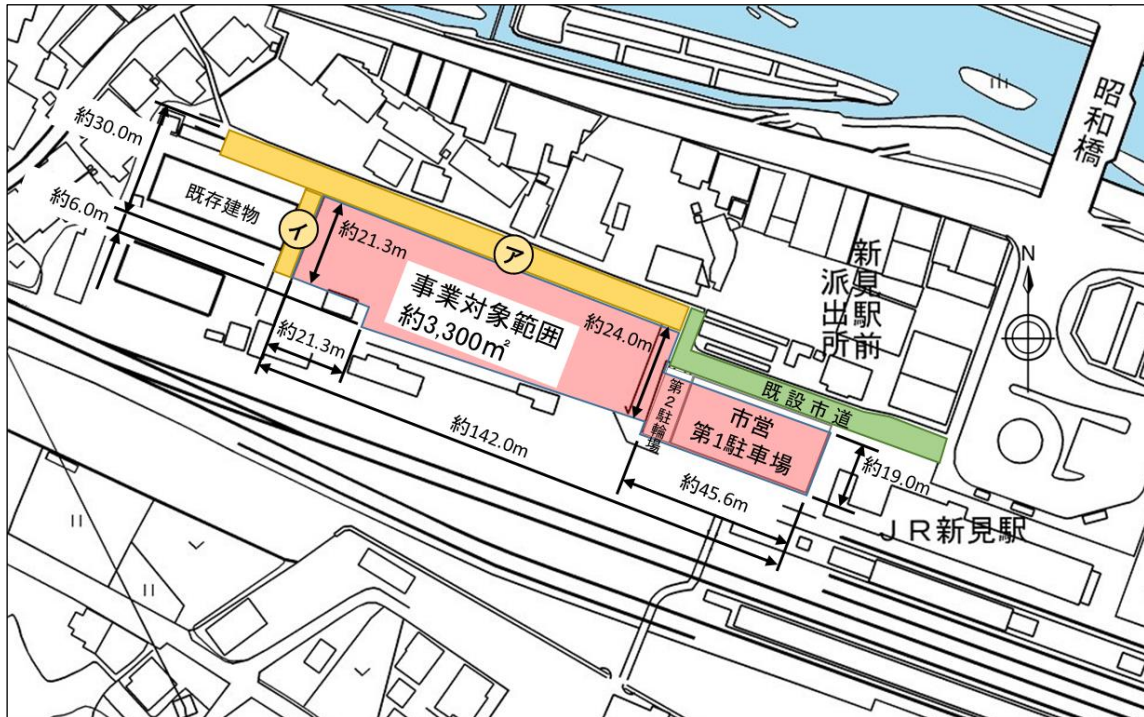 昭和橋
約30.0m
既存建物
約6.0m
イ
約21.3m
ア
N
新見駅前
派出所
事業対象範囲
約3,300㎡
約24.0m
約21.3m
既設市道
第2駐輪場
市営
第1駐車場
約142.0m
約19.0m
約45.6m
JR新見駅